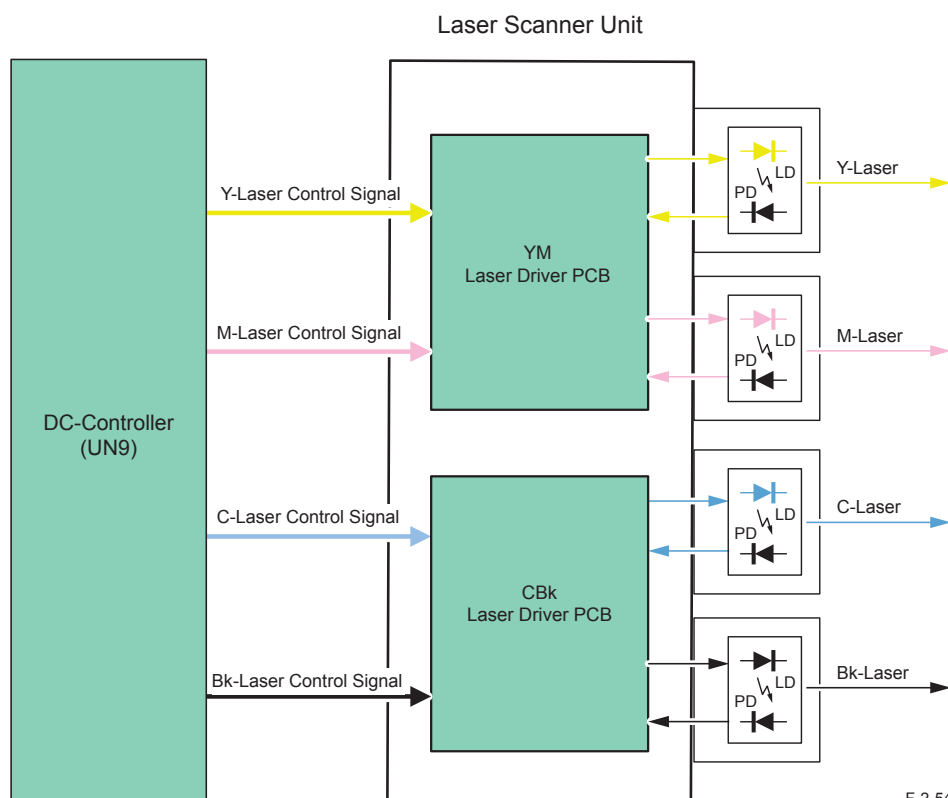 Laser Scanner Unit
Y-Laser Control Signal
M-Laser Control Signal
C-Laser Control Signal
Bk-Laser Control Signal
DC-Controller
(UN9)
YM
Laser Driver PCB
CBk
Laser Driver PCB
LD
PD
Y-Laser
LD
PD
M-Laser
LD
PD
C-Laser
LD
PD
Bk-Laser